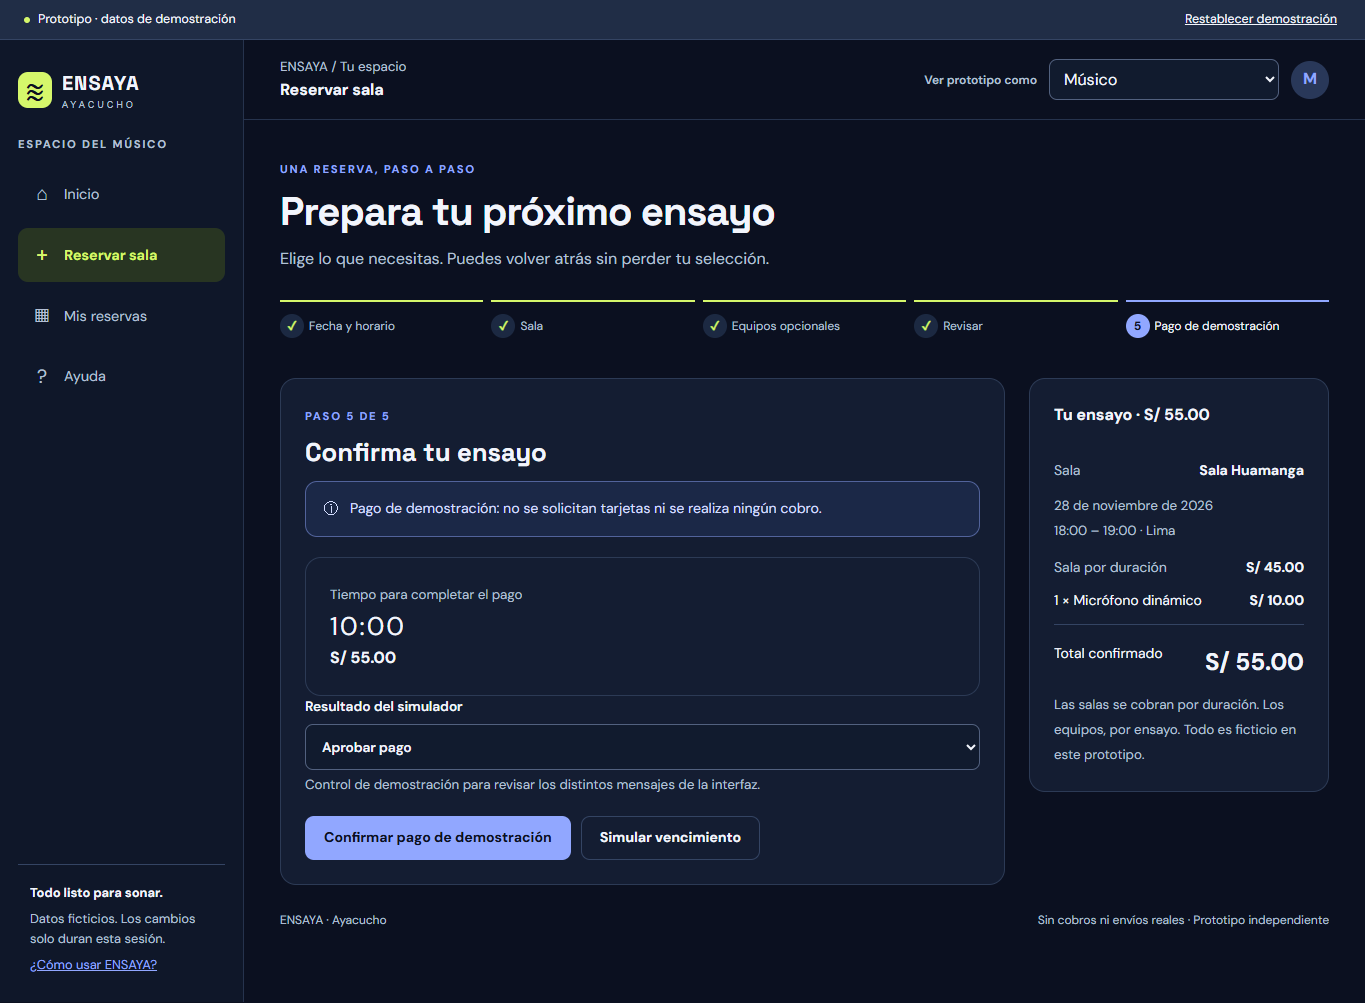 Prototipo · datos de demostración
Restablecer demostración
ENSAYA
AYACUCHO
ESPACIO DEL MÚSICO
Inicio
Reservar sala
Mis reservas
Ayuda
Todo listo para sonar.
Datos ficticios. Los cambios
solo duran esta sesión.
¿Cómo usar ENSAYA?
ENSAYA / Tu espacio
Reservar sala
Ver prototipo como
Músico
M
UNA RESERVA, PASO A PASO
Prepara tu próximo ensayo
Elige lo que necesitas. Puedes volver atrás sin perder tu selección.
✓ Fecha y horario
✓ Sala
✓ Equipos opcionales
✓ Revisar
5 Pago de demostración
PASO 5 DE 5
Confirma tu ensayo
Pago de demostración: no se solicitan tarjetas ni se realiza ningún cobro.
Tiempo para completar el pago
10:00
S/ 55.00
Resultado del simulador
Aprobar pago
Control de demostración para revisar los distintos mensajes de la interfaz.
Confirmar pago de demostración
Simular vencimiento
Tu ensayo · S/ 55.00
Sala Sala Huamanga
28 de noviembre de 2026
18:00 – 19:00 · Lima
Sala por duración S/ 45.00
1 × Micrófono dinámico S/ 10.00
Total confirmado S/ 55.00
Las salas se cobran por duración. Los
equipos, por ensayo. Todo es ficticio en
este prototipo.
ENSAYA · Ayacucho
Sin cobros ni envíos reales · Prototipo independiente